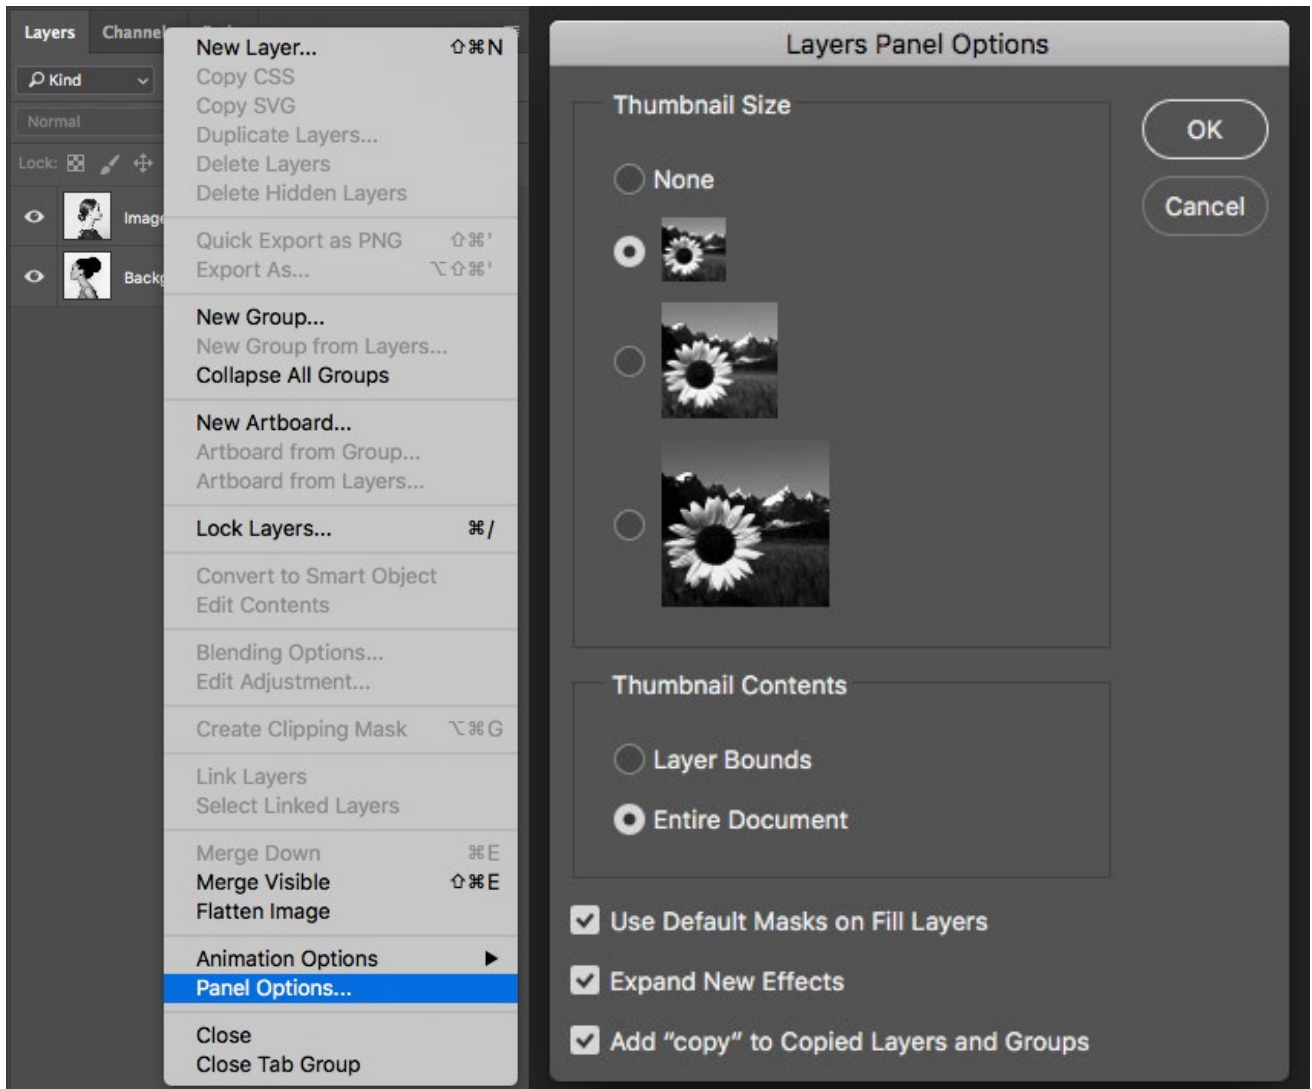 Layers Channel
Kind
Normal
Lock:
Image
Backg
New Layer... ⇧⌘N
Copy CSS
Copy SVG
Duplicate Layers...
Delete Layers
Delete Hidden Layers
Quick Export as PNG ⇧⌘'
Export As... ⌥⇧⌘'
New Group...
New Group from Layers...
Collapse All Groups
New Artboard...
Artboard from Group...
Artboard from Layers...
Lock Layers... ⌘/
Convert to Smart Object
Edit Contents
Blending Options...
Edit Adjustment...
Create Clipping Mask ⌥⌘G
Link Layers
Select Linked Layers
Merge Down ⌘E
Merge Visible ⇧⌘E
Flatten Image
Animation Options
Panel Options...
Close
Close Tab Group
Layers Panel Options
Thumbnail Size
OK
None
Cancel
Thumbnail Contents
Layer Bounds
Entire Document
Use Default Masks on Fill Layers
Expand New Effects
Add “copy” to Copied Layers and Groups